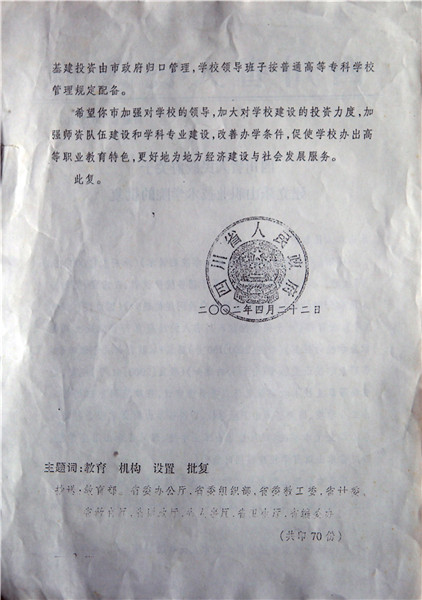 基建投资由市政府归口管理,学校领导班子按普通高等专科学校
管理规定配备。
希望你市加强对学校的领导,加大对学校建设的投资力度,加
强师资队伍建设和学科专业建设,改善办学条件,促使学校办出高
等职业教育特色,更好地为地方经济建设与社会发展服务。
此复。
四川省人民政府
二〇〇二年四月二十二日
主题词:教育 机构 设置 批复
教育部。省委办公厅,省委组织部,省委教工委,省计委、
(共印70份)